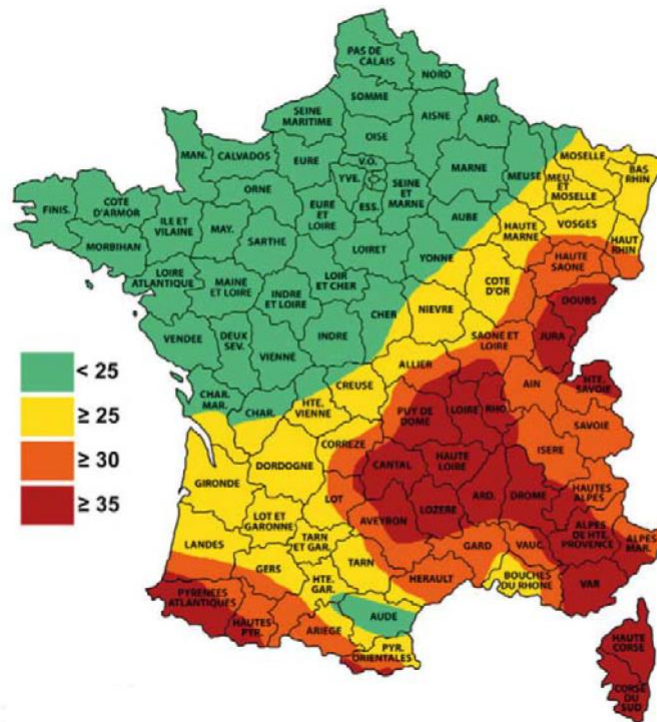 PAS DE
CALAIS
NORD
SOMME
SEINE
MARITIME
AISNE
ARD.
OISE
MAN.
CALVADOS
EURE
V.O.
YVE.
ESS.
SEINE
ET
MARNE
MARNE
MEUSE
MOSELLE
MEU.
ET
MOSELLE
BAS
RHIN
FINIS.
COTE
D'ARMOR
MORBIHAN
ILE ET
VILAINE
ORNE
MAY.
SARTHE
EURE
ET
LOIRE
LOIRET
AUBE
YONNE
HAUTE
MARNE
VOSGES
HAUT
RHIN
LOIRE
ATLANTIQUE
MAINE
ET LOIRE
INDRE
ET LOIRE
LOIR
ET CHER
CHER
NIEVRE
COTE
D'OR
HAUTE
SAONE
DOUBS
JURA
VENDEE
DEUX
SEV.
VIENNE
INDRE
SAONE ET
LOIRE
ALLIER
CREUSE
HTE.
VIENNE
CHAR.
MAR.
CHAR.
CORREZE
PUY DE
DOME
LOIRE
RHO.
AIN
HTE.
SAVOIE
SAVOIE
ISERE
GIRONDE
DORDOGNE
LOT
CANTAL
HAUTE
LOIRE
ARD.
DROME
HAUTES
ALPES
LOT ET
GARONNE
LANDES
TARN
ET GAR.
AVEYRON
LOZERE
GARD
VAUC.
ALPES
DE HTE.
PROVENCE
ALPES
MAR.
GERS
HTE.
GAR.
TARN
HERAULT
BOUCHES
DU RHONE
VAR
PYRENEES
ATLANTIQUES
HAUTES
PYR.
ARIEGE
AUDE
PYR.
ORIENTALES
HAUTE
CORSE
CORSE
DU
SUD
< 25
≥ 25
≥ 30
≥ 35